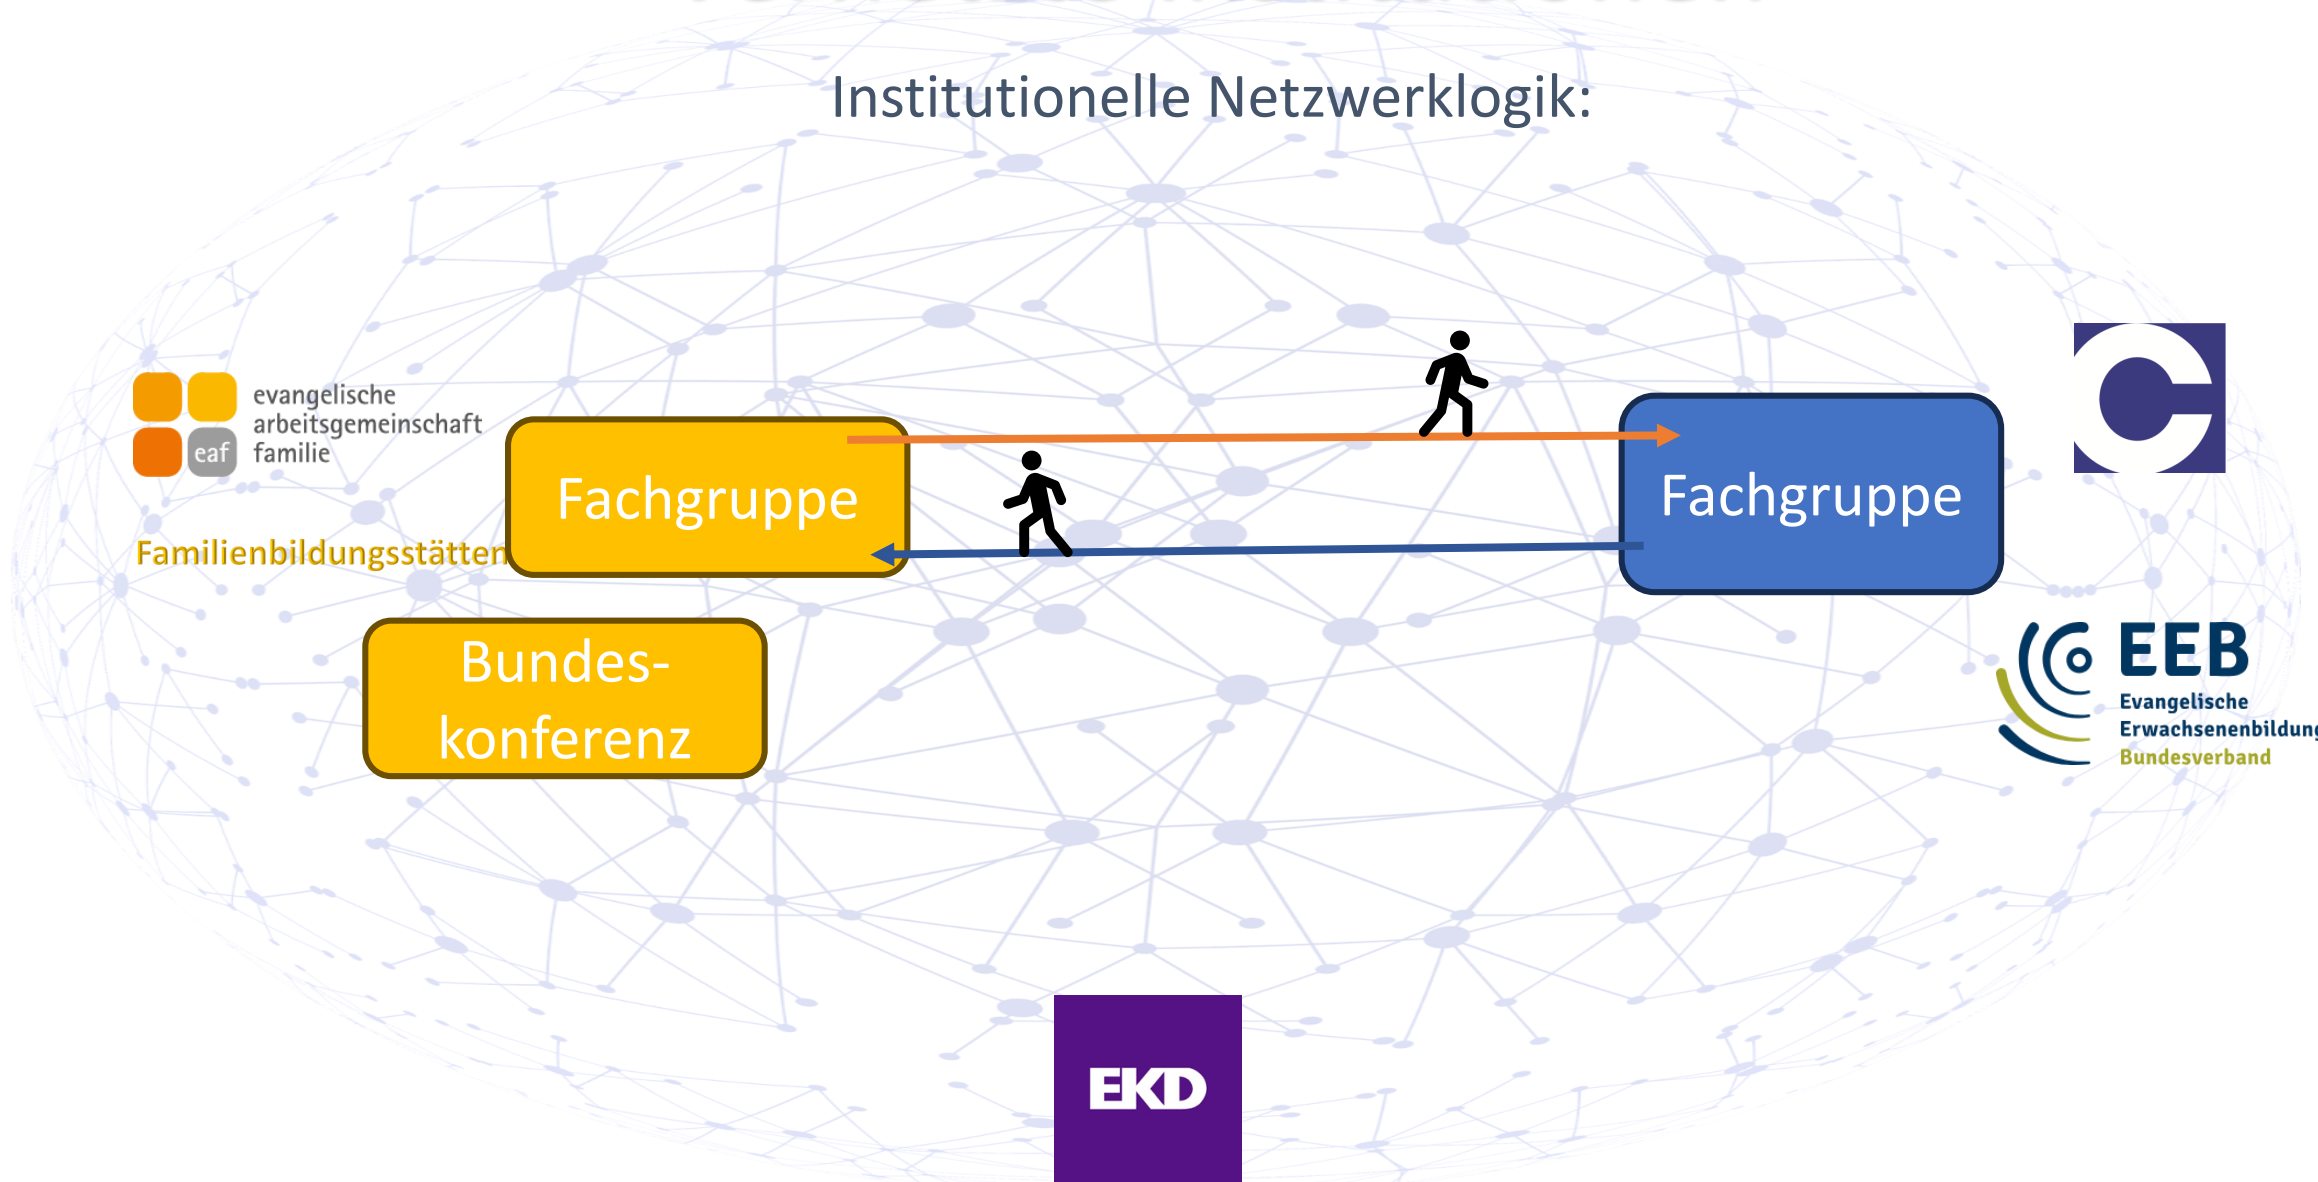 Institutionelle Netzwerklogik:
evangelische
arbeitsgemeinschaft
eaf familie
Familienbildungsstätten
Fachgruppe
Fachgruppe
Bundes-
konferenz
EEB
Evangelische
Erwachsenenbildung
Bundesverband
EKD